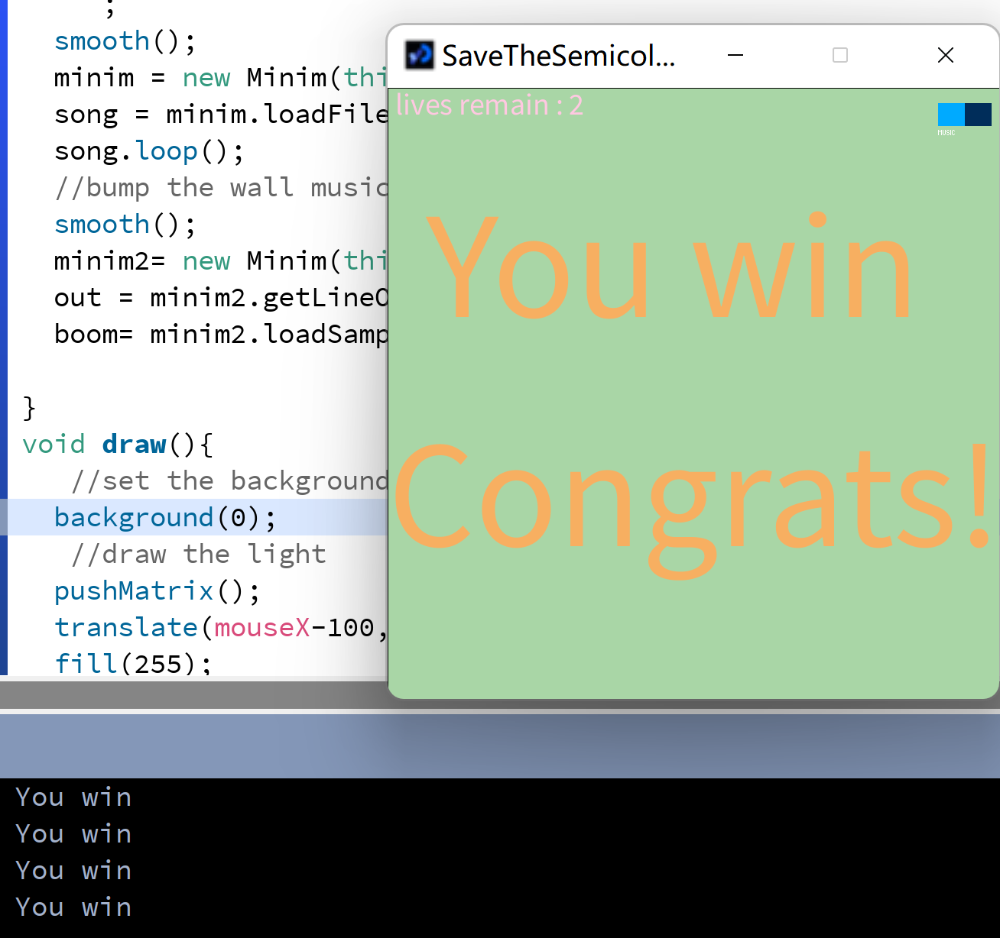 ;
smooth();
minim = new Minim(thi
song = minim.loadFile
song.loop();
//bump the wall music
smooth();
minim2= new Minim(thi
out = minim2.getLineO
boom= minim2.loadSamp
}
void draw(){
//set the background
background(0);
//draw the light
pushMatrix();
translate(mouseX-100,
fill(255);
SaveTheSemicol...
lives remain : 2
MUSIC
You win
Congrats!
You win
You win
You win
You win